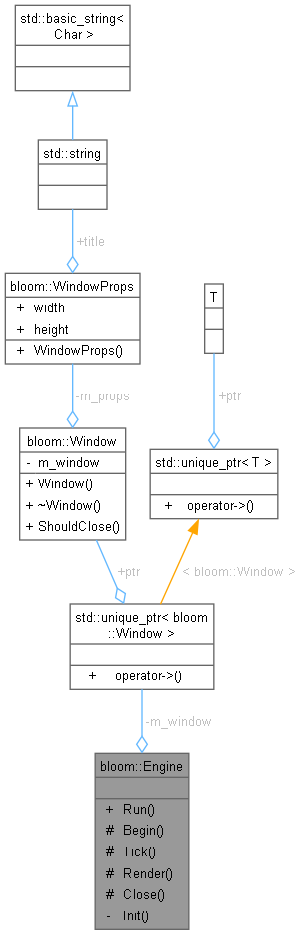 std::basic_string<
Char >
std::string
+title
bloom::WindowProps
+ width
+ height
+ WindowProps()
T
-m_props
+ptr
bloom::Window
- m_window
+ Window()
+ ~Window()
+ ShouldClose()
std::unique_ptr< T >
+ operator->()
+ptr
< bloom::Window >
std::unique_ptr< bloom
::Window >
+ operator->()
-m_window
bloom::Engine
+ Run()
# Begin()
# Tick()
# Render()
# Close()
- Init()